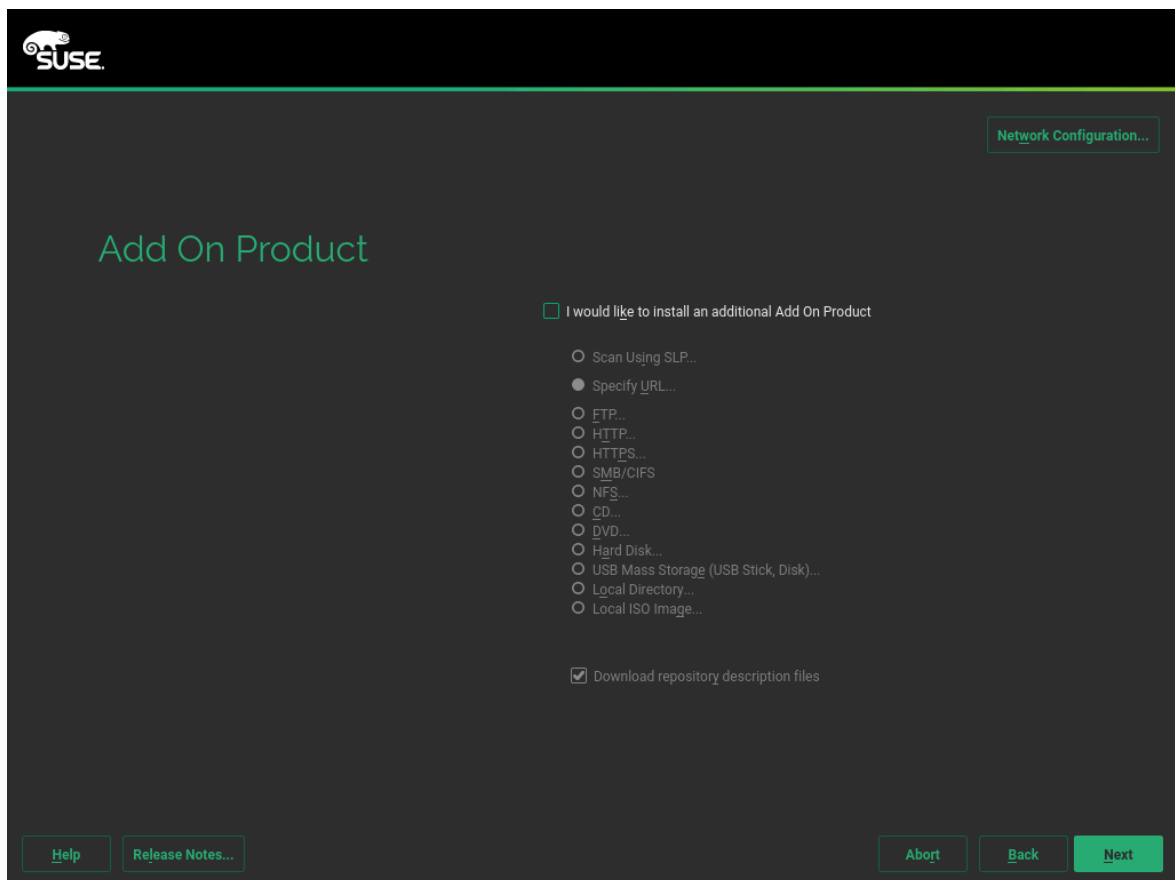 SUSE.
Network Configuration...
Add On Product
I would like to install an additional Add On Product
Scan Using SLP...
Specify URL...
FTP...
HTTP...
HTTPS...
SMB/CIFS
NFS...
CD...
DVD...
Hard Disk...
USB Mass Storage (USB Stick, Disk)...
Local Directory...
Local ISO Image...
Download repository description files
Help
Release Notes...
Abort
Back
Next